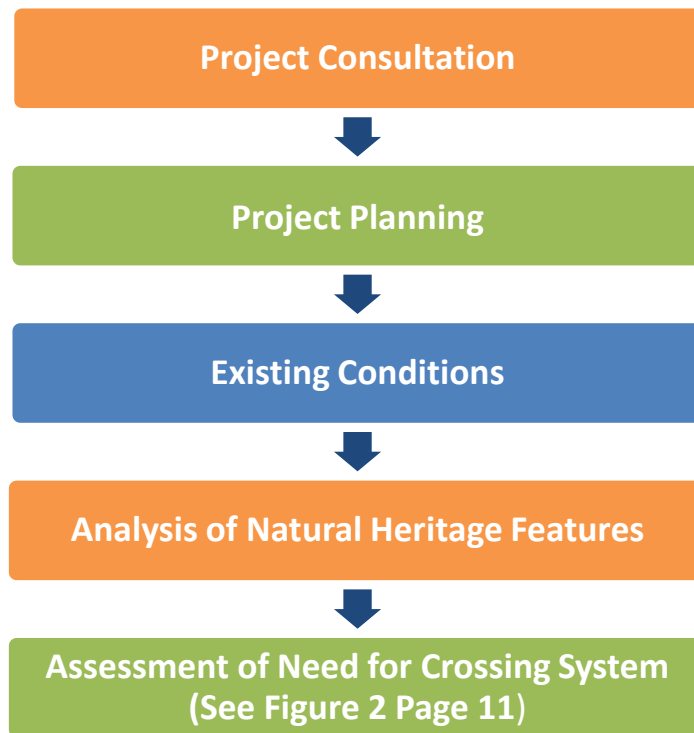 Project Consultation
Project Planning
Existing Conditions
Analysis of Natural Heritage Features
Assessment of Need for Crossing System
(See Figure 2 Page 11)